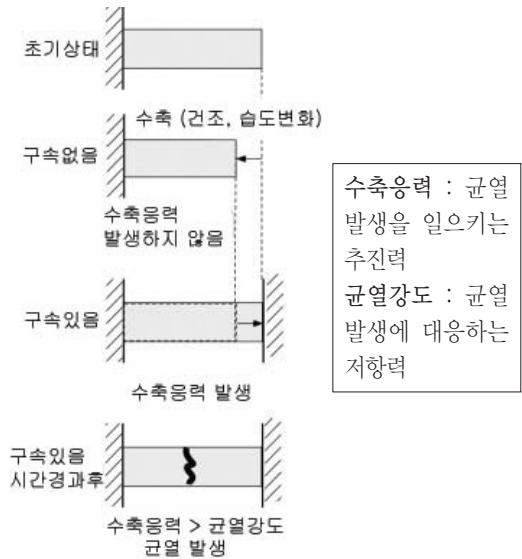 초기상태
수축 (건조, 습도변화)
구속없음
수축응력
발생하지 않음
구속있음
수축응력 발생
구속있음
시간경과후
수축응력 > 균열강도
균열 발생
수축응력 : 균열
발생을 일으키는
추진력
균열강도 : 균열
발생에 대응하는
저항력